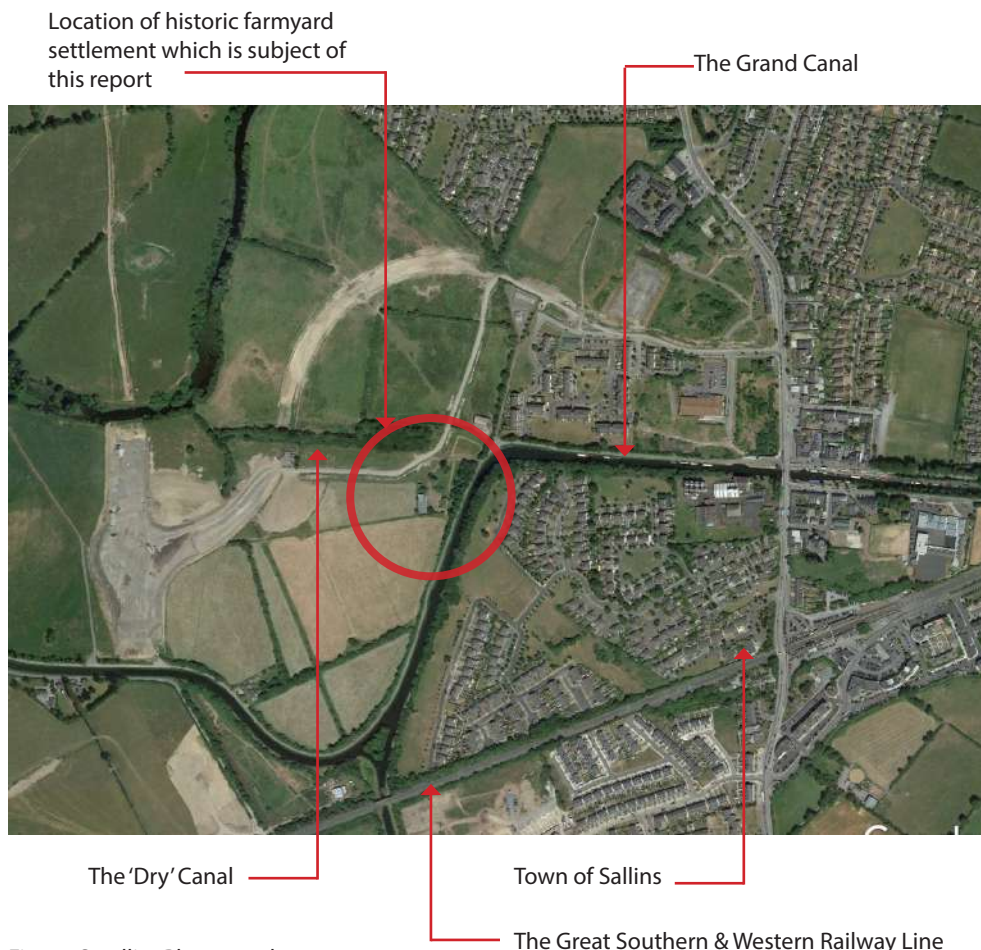 Location of historic farmyard
settlement which is subject of
this report
The Grand Canal
The ‘Dry’ Canal
Town of Sallins
The Great Southern & Western Railway Line